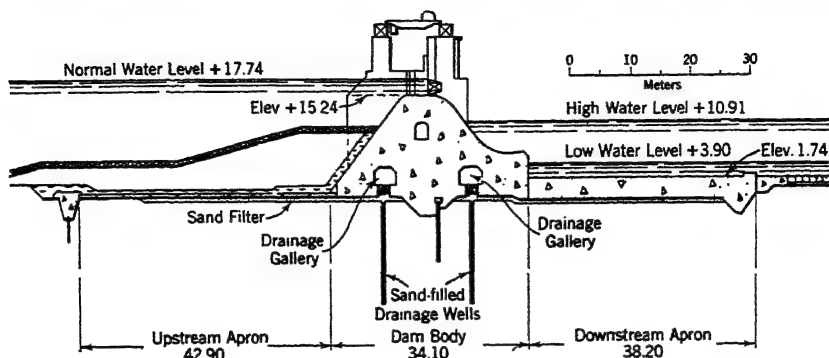 Normal Water Level +17.74
Elev +15 24
0 10 20 30
Meters
High Water Level +10.91
Low Water Level +3.90
Elev. 1.74
Sand Filter
Drainage
Gallery
Drainage
Gallery
Sand-filled
Drainage Wells
Upstream Apron
42.90
Dam Body
34.10
Downstream Apron
38.20